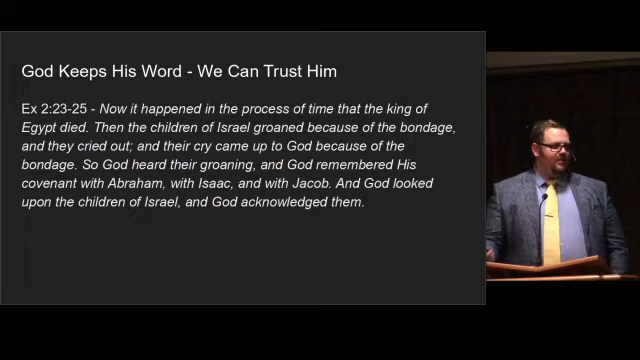 God Keeps His Word - We Can Trust Him
Ex 2:23-25 - Now it happened in the process of time that the king of
Egypt died. Then the children of Israel groaned because of the bondage,
and they cried out; and their cry came up to God because of the
bondage. So God heard their groaning, and God remembered His
covenant with Abraham, with Isaac, and with Jacob. And God looked
upon the children of Israel, and God acknowledged them.